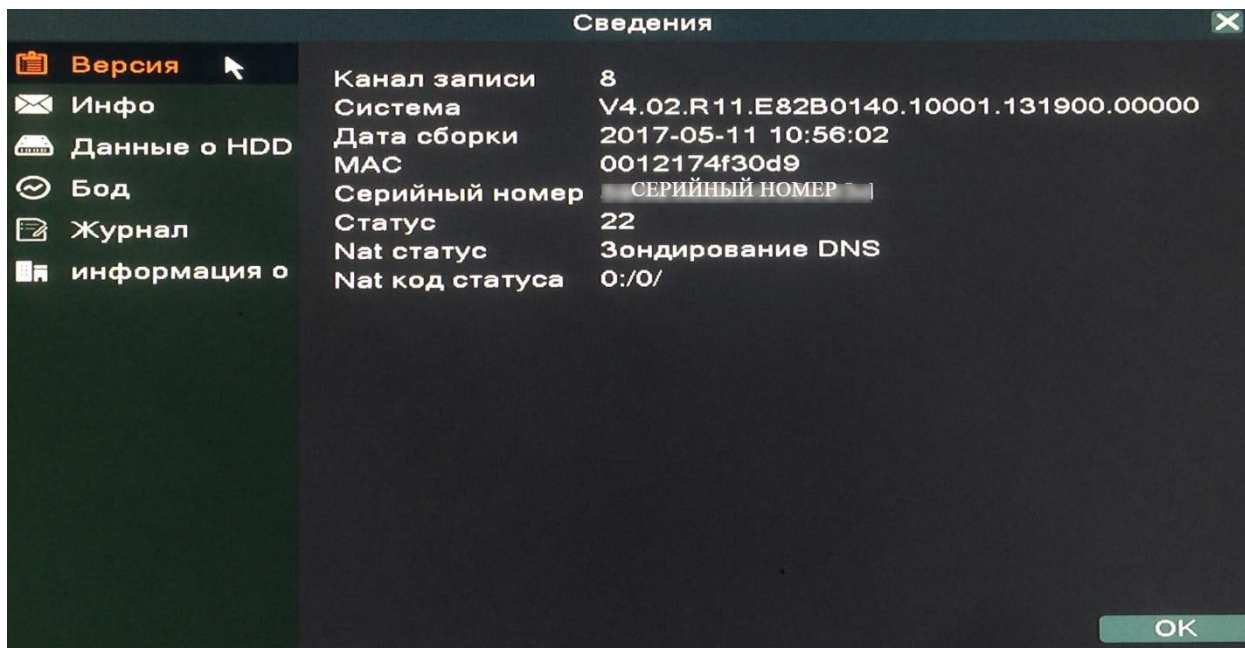 Сведения
Версия
Инфо
Данные о HDD
Бод
Журнал
информация о
Канал записи 8
Система V4.02.R11.E82B0140.10001.131900.00000
Дата сборки 2017-05-11 10:56:02
MAC 0012174f30d9
Серийный номер СЕРИЙНЫЙ НОМЕР
Статус 22
Nat статус Зондирование DNS
Nat код статуса 0:/0/
OK